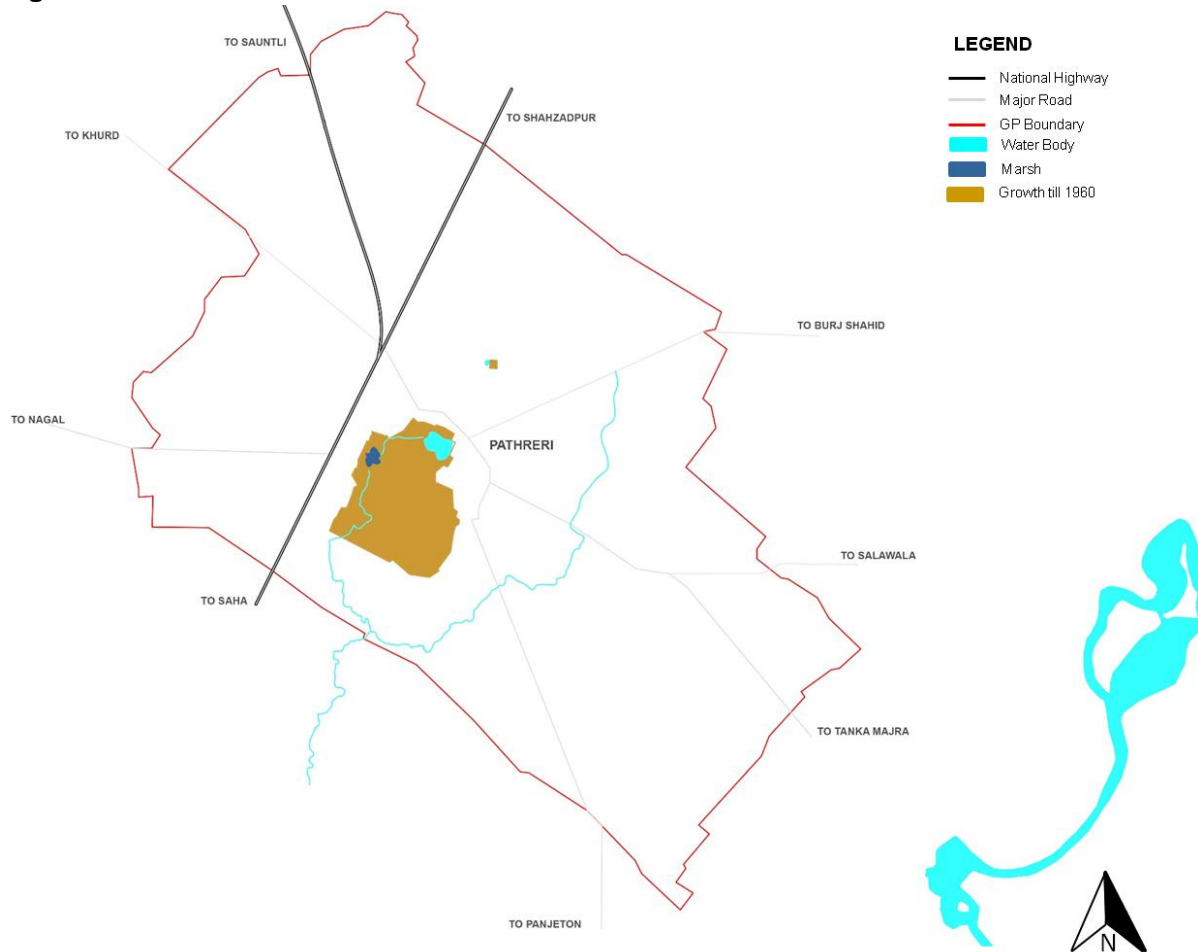 TO SAUNTLI
LEGEND
National Highway
Major Road
GP Boundary
Water Body
Marsh
Growth till 1960
TO SHAHZADPUR
TO KHURD
TO BURJ SHAHID
TO NAGAL
PATHRERI
TO SALAWALA
TO SAHA
TO TANKA MAJRA
TO PANJETON
N